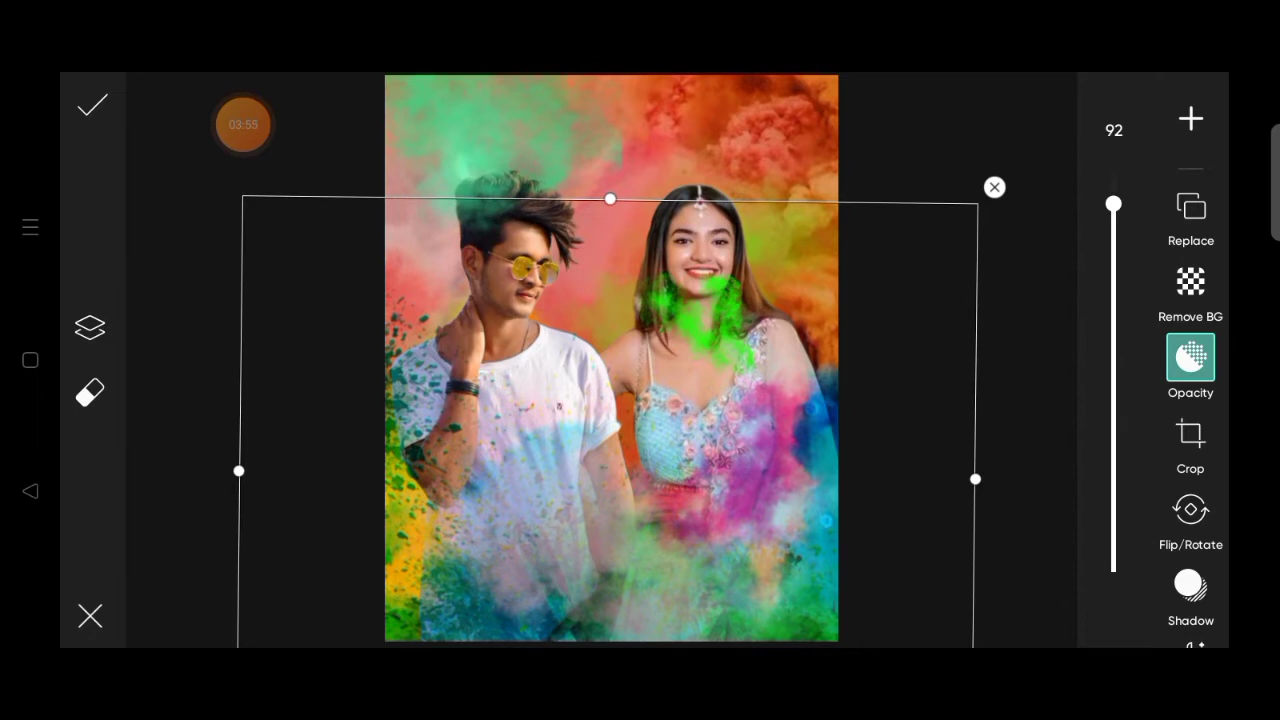 03:55
92
Replace
Remove BG
Opacity
Crop
Flip/Rotate
Shadow